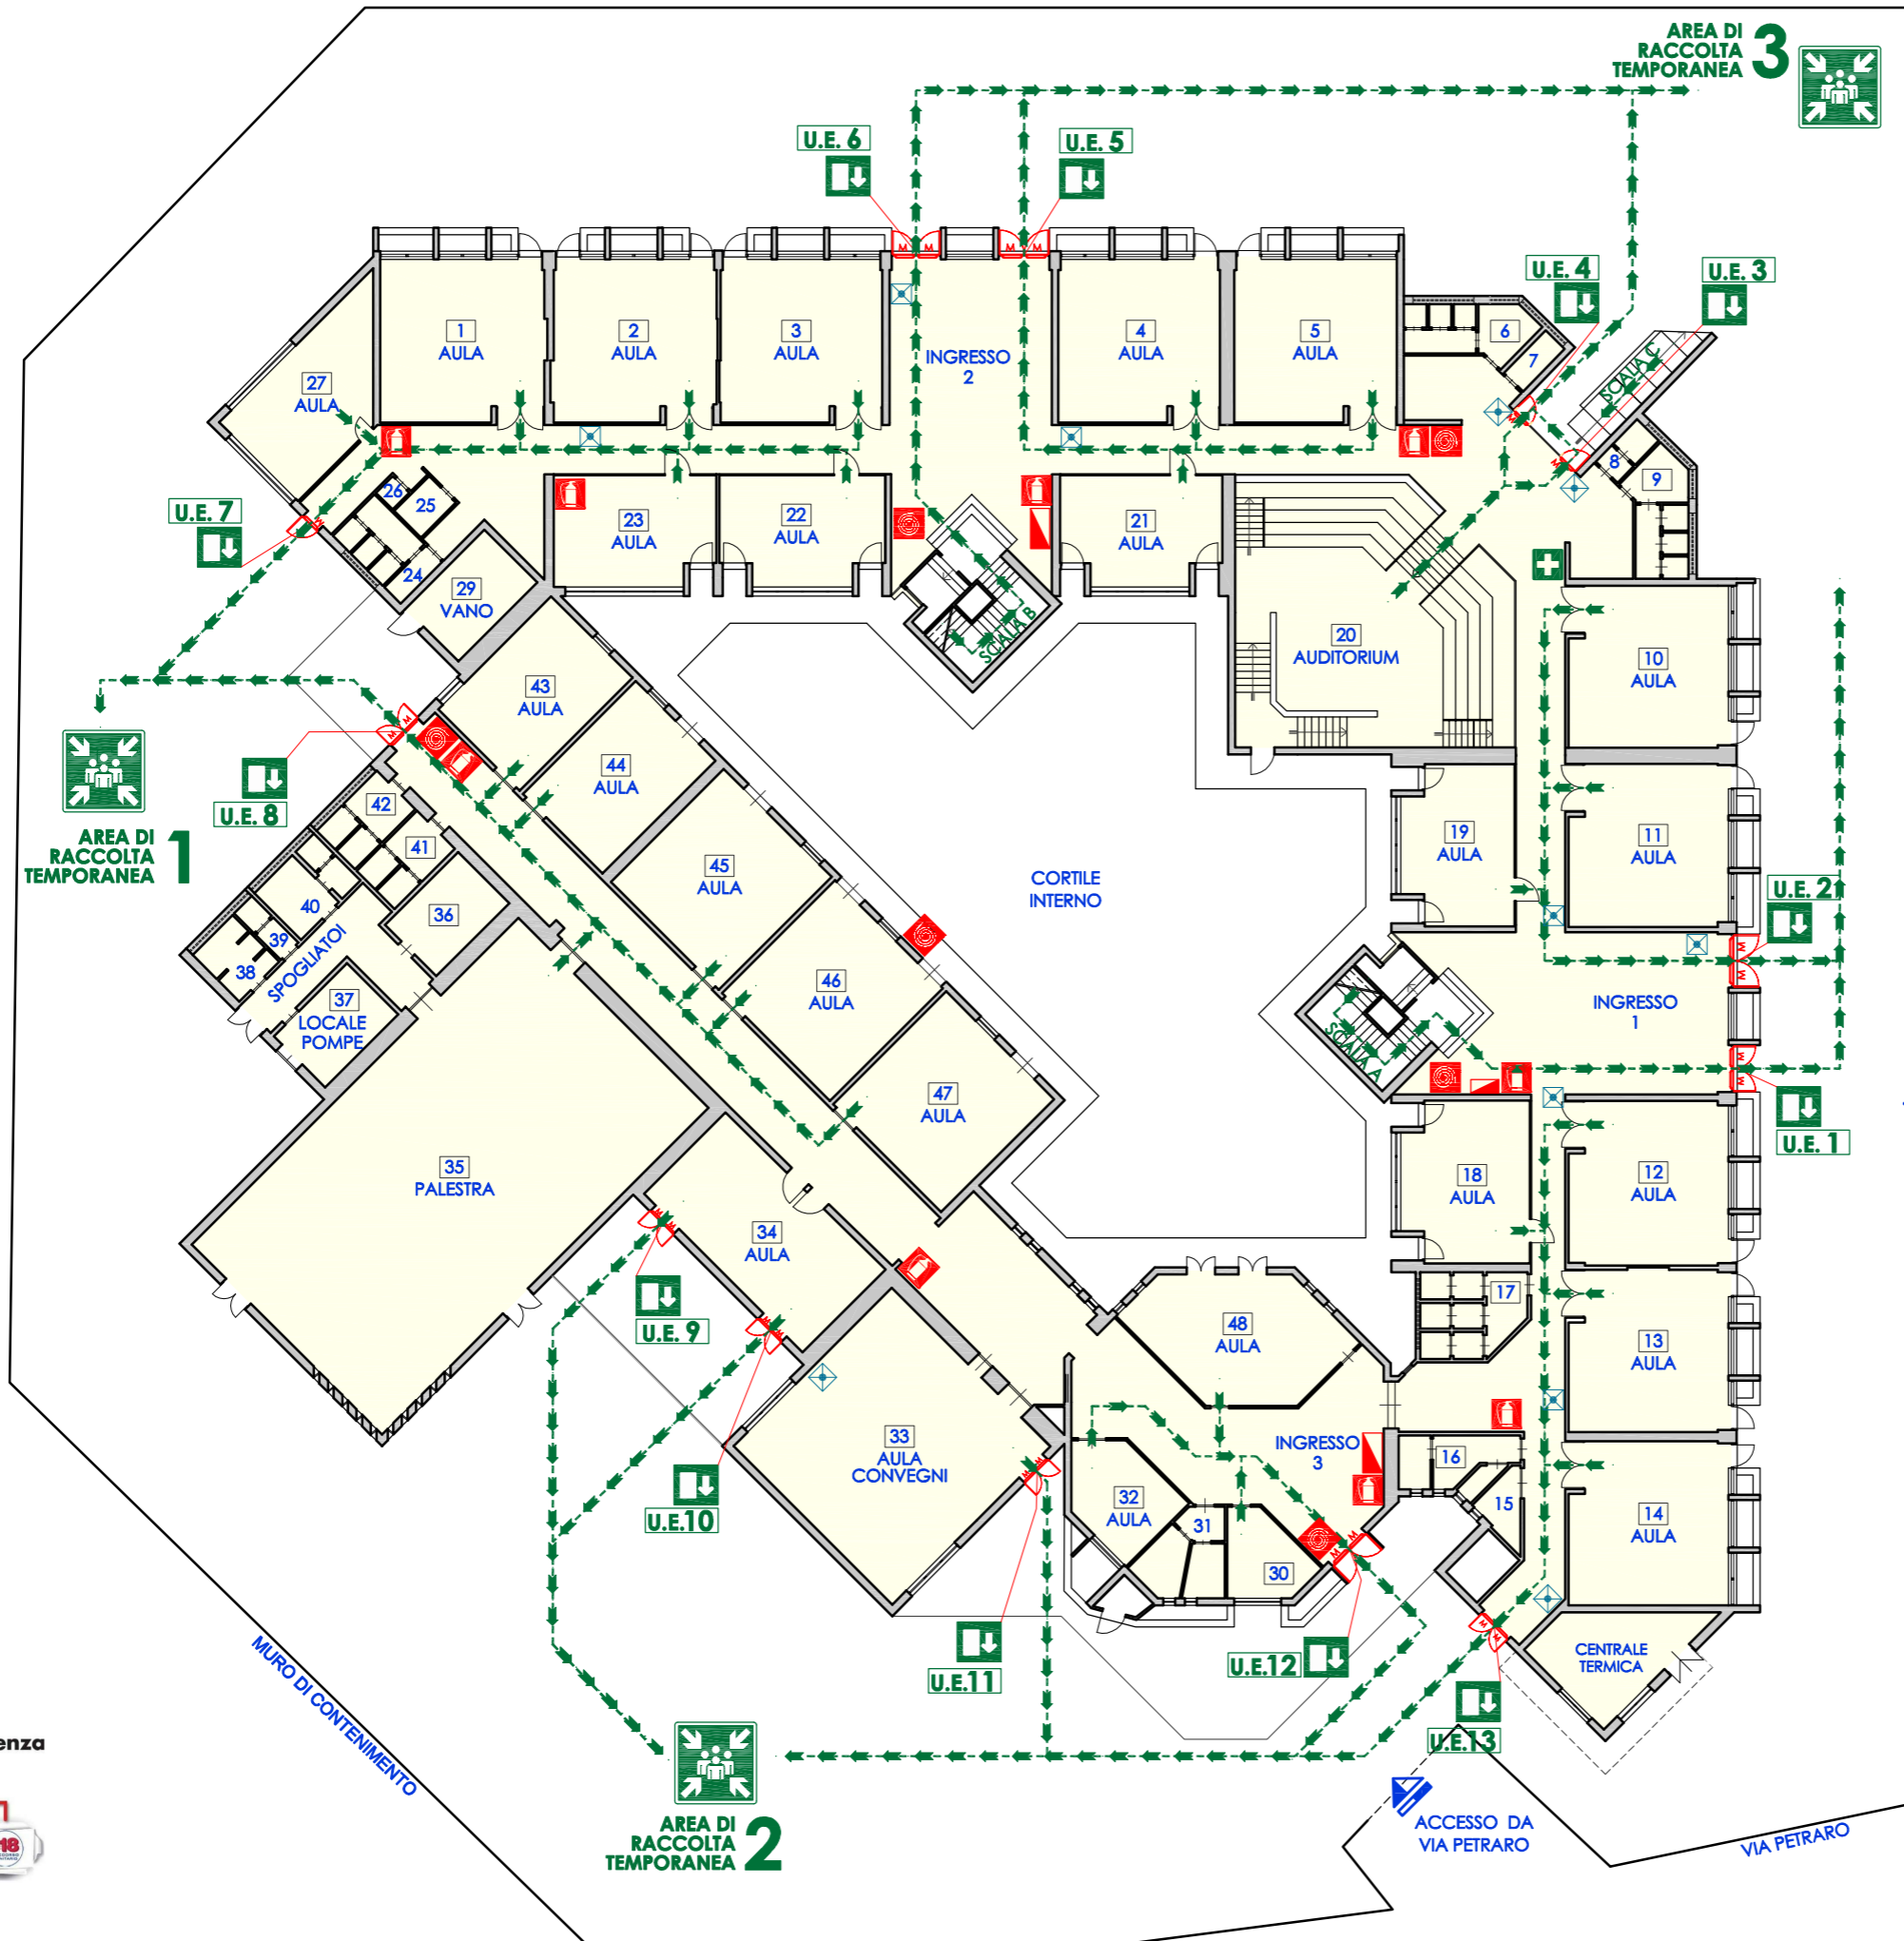 AREA DI
RACCOLTA
TEMPORANEA 3
U.E. 6
U.E. 5
U.E. 4
U.E. 3
1
AULA
2
AULA
3
AULA
INGRESSO
2
4
AULA
5
AULA
6
7
SCALA C
27
AULA
8
9
26
25
U.E. 7
23
AULA
22
AULA
21
AULA
24
29
VANO
SCALA B
20
AUDITORIUM
10
AULA
43
AULA
44
AULA
U.E. 8
AREA DI
RACCOLTA
TEMPORANEA 1
42
41
45
AULA
CORTILE
INTERNO
19
AULA
11
AULA
U.E. 2
40
36
39
38
SPOGLIATOI
46
AULA
37
LOCALE
POMPE
INGRESSO
1
SCALA A
47
AULA
U.E. 1
35
PALESTRA
18
AULA
12
AULA
34
AULA
U.E. 9
17
48
AULA
13
AULA
33
AULA
CONVEGNI
INGRESSO
3
16
15
32
AULA
31
30
14
AULA
U.E.10
U.E.11
U.E.12
U.E.13
CENTRALE
TERMICA
MURO DI CONTENIMENTO
AREA DI
RACCOLTA
TEMPORANEA 2
ACCESSO DA
VIA PETRARO
VIA PETRARO
enza
18